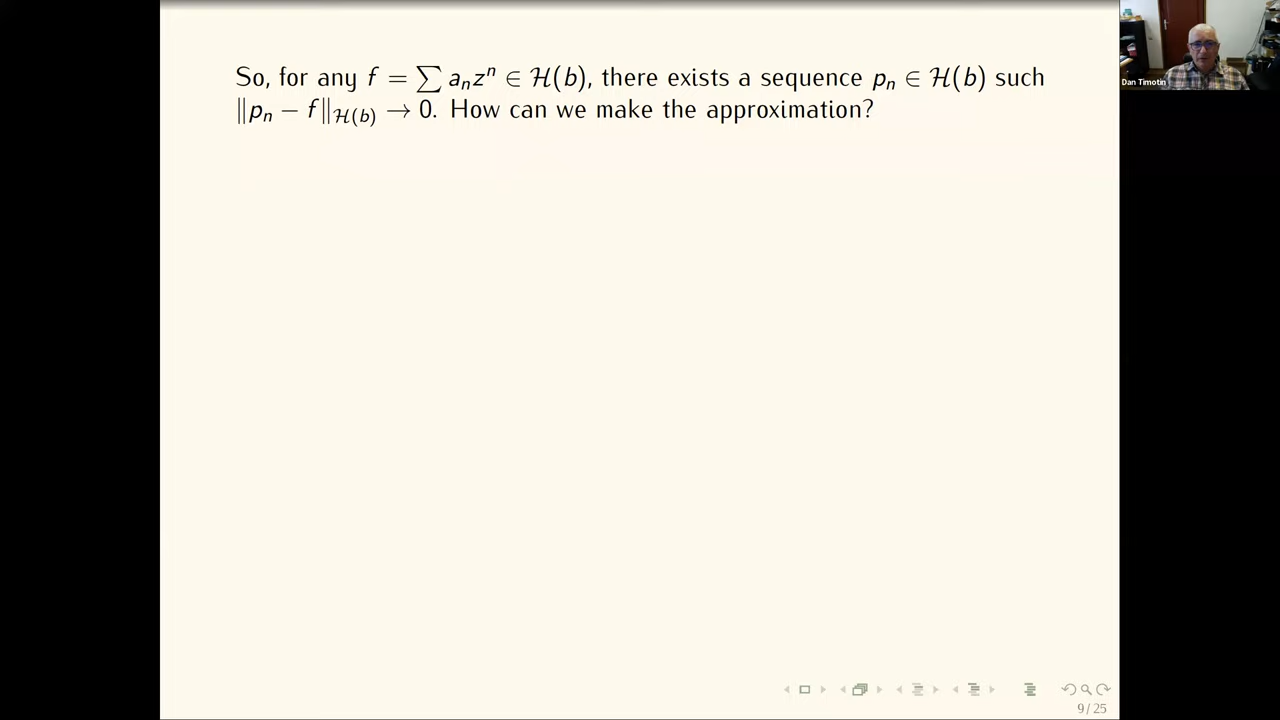 So, for any f = ∑ aₙzⁿ ∈ ℋ(b), there exists a sequence pₙ ∈ ℋ(b) such
‖pₙ − f‖_ℋ(b) → 0. How can we make the approximation?
Dan Timotin
9 / 25